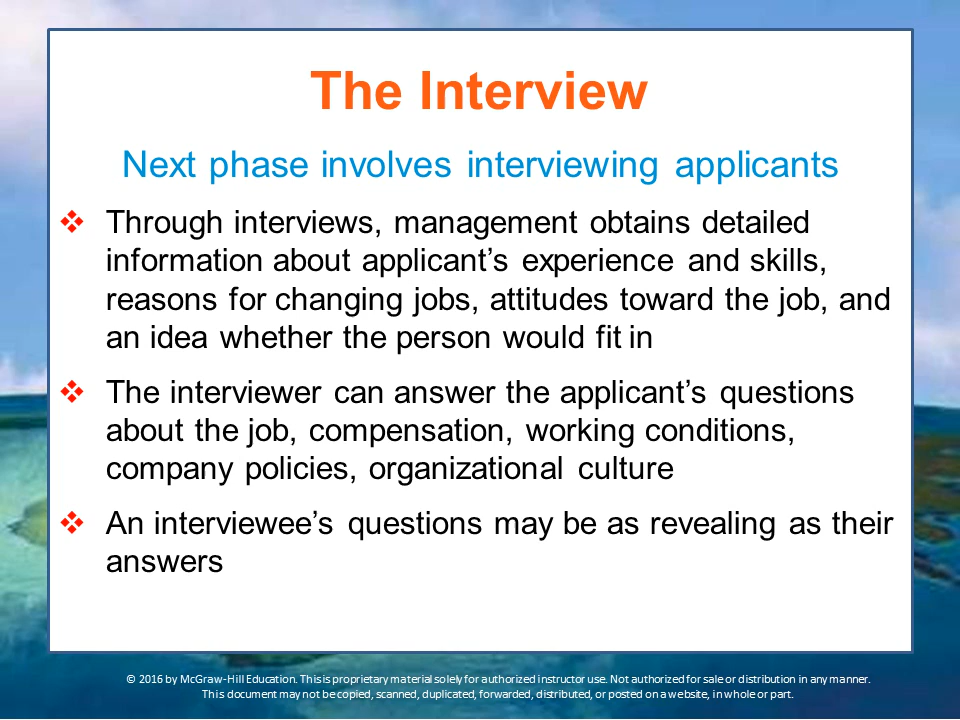 The Interview
Next phase involves interviewing applicants
❖ Through interviews, management obtains detailed
information about applicant’s experience and skills,
reasons for changing jobs, attitudes toward the job, and
an idea whether the person would fit in
❖ The interviewer can answer the applicant’s questions
about the job, compensation, working conditions,
company policies, organizational culture
❖ An interviewee’s questions may be as revealing as their
answers
© 2016 by McGraw-Hill Education. This is proprietary material solely for authorized instructor use. Not authorized for sale or distribution in any manner.
This document may not be copied, scanned, duplicated, forwarded, distributed, or posted on a website, in whole or part.